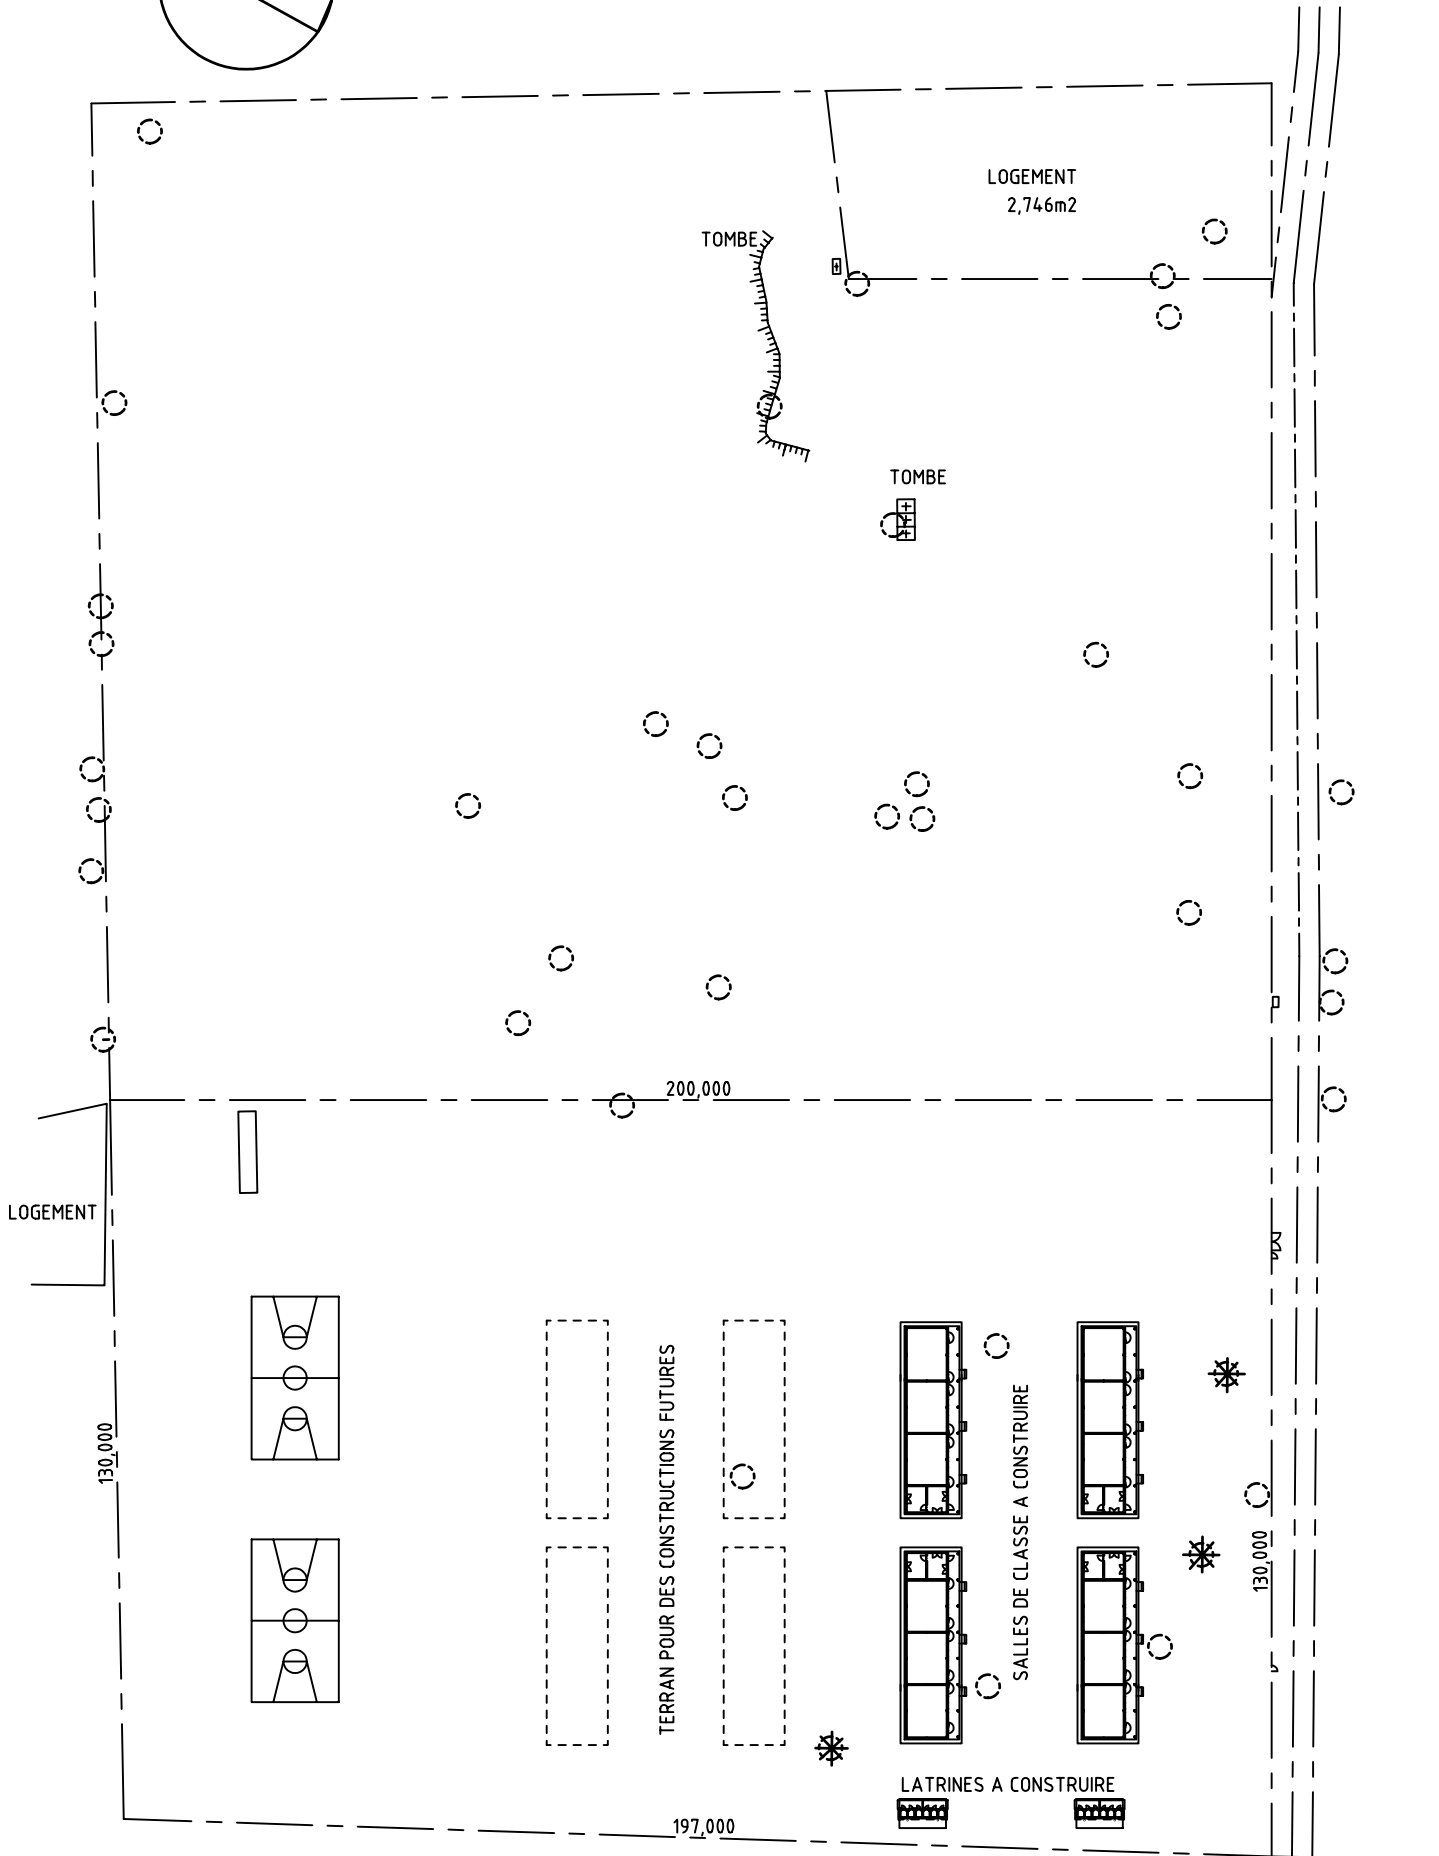 LOGEMENT
2,746m2
TOMBE
TOMBE
200,000
LOGEMENT
130,000
TERRAN POUR DES CONSTRUCTIONS FUTURES
SALLES DE CLASSE A CONSTRUIRE
130,000
LATRINES A CONSTRUIRE
197,000